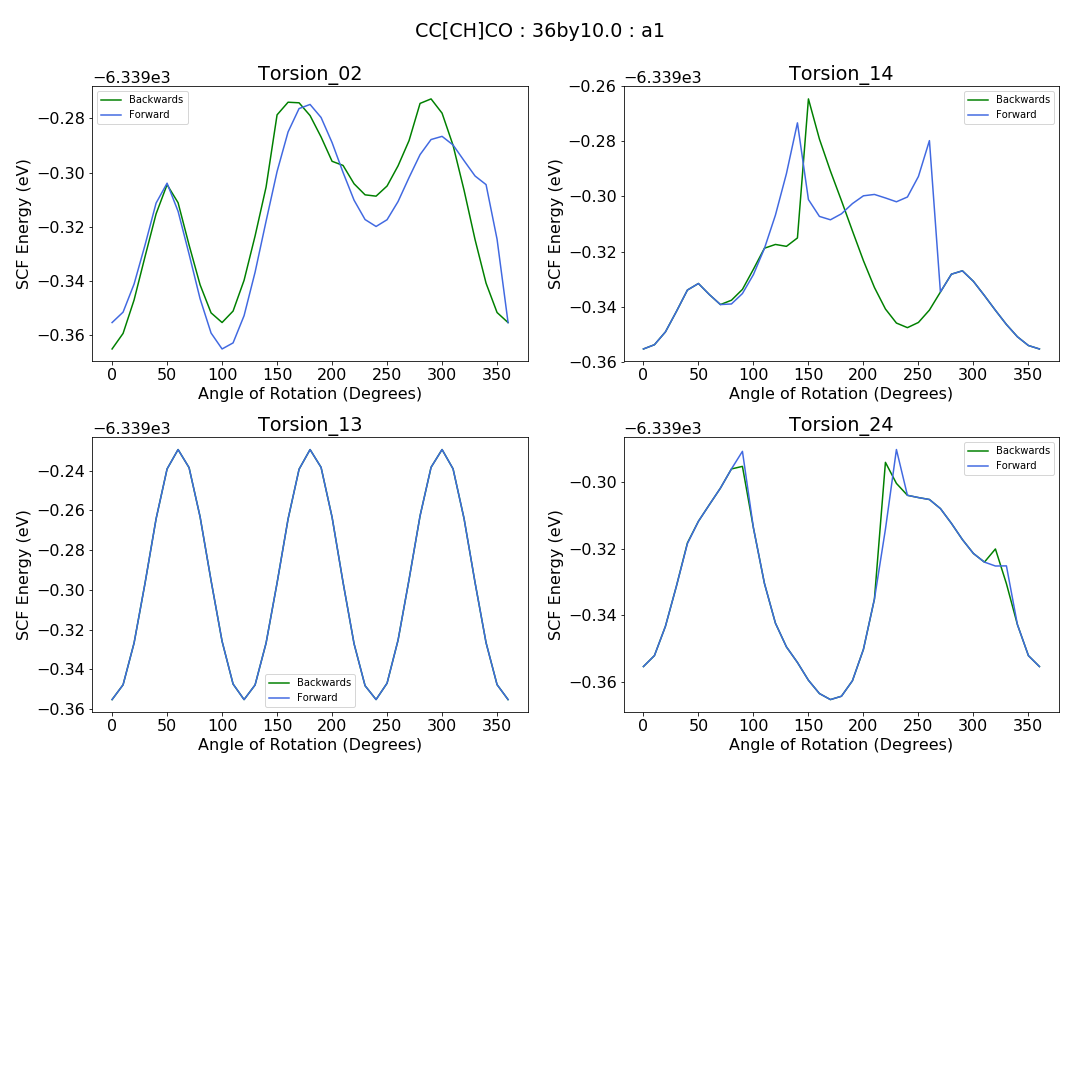 CC[CH]CO : 36by10.0 : a1
−6.339e3
Torsion_02
Backwards
Forward
−0.28
−0.30
−0.32
−0.34
−0.36
SCF Energy (eV)
0 50 100 150 200 250 300 350
Angle of Rotation (Degrees)
−6.339e3
Torsion_14
Backwards
Forward
−0.26
−0.28
−0.30
−0.32
−0.34
−0.36
SCF Energy (eV)
0 50 100 150 200 250 300 350
Angle of Rotation (Degrees)
−6.339e3
Torsion_13
−0.24
−0.26
−0.28
−0.30
−0.32
−0.34
−0.36
SCF Energy (eV)
Backwards
Forward
0 50 100 150 200 250 300 350
Angle of Rotation (Degrees)
−6.339e3
Torsion_24
Backwards
Forward
−0.30
−0.32
−0.34
−0.36
SCF Energy (eV)
0 50 100 150 200 250 300 350
Angle of Rotation (Degrees)